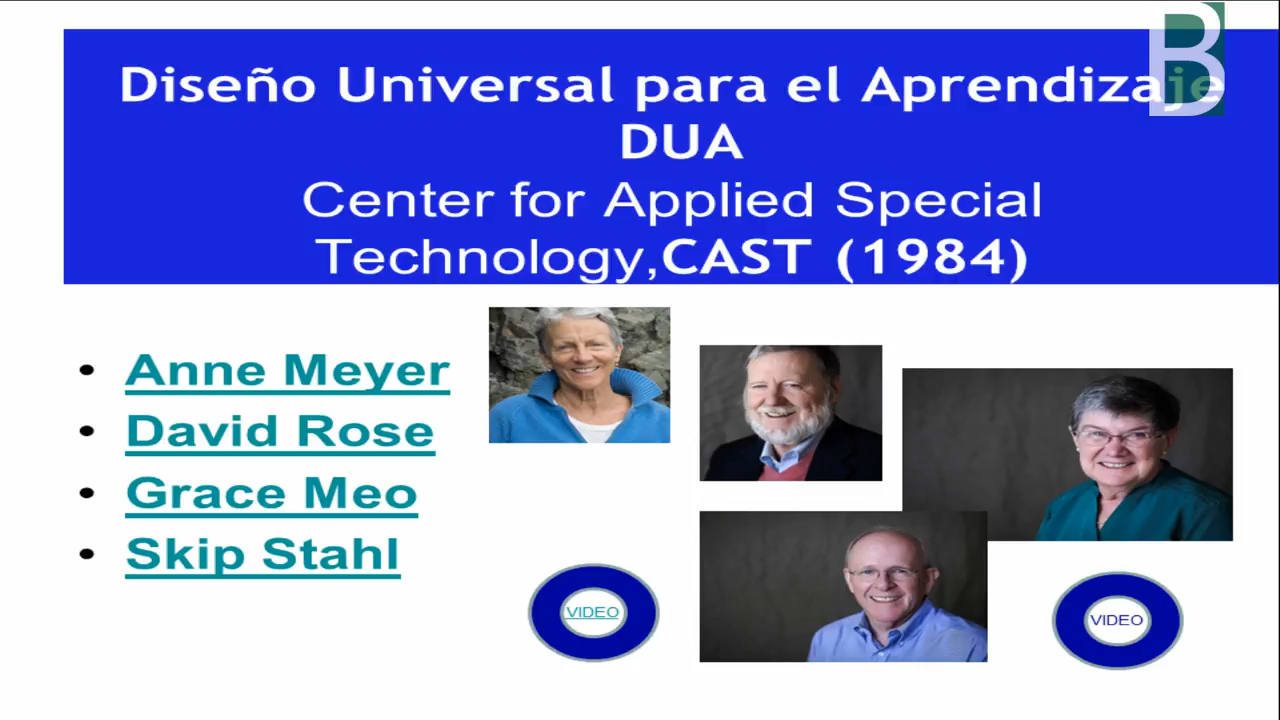 B
Diseño Universal para el Aprendizaje
DUA
Center for Applied Special
Technology,CAST (1984)
• Anne Meyer
• David Rose
• Grace Meo
• Skip Stahl
VIDEO
VIDEO